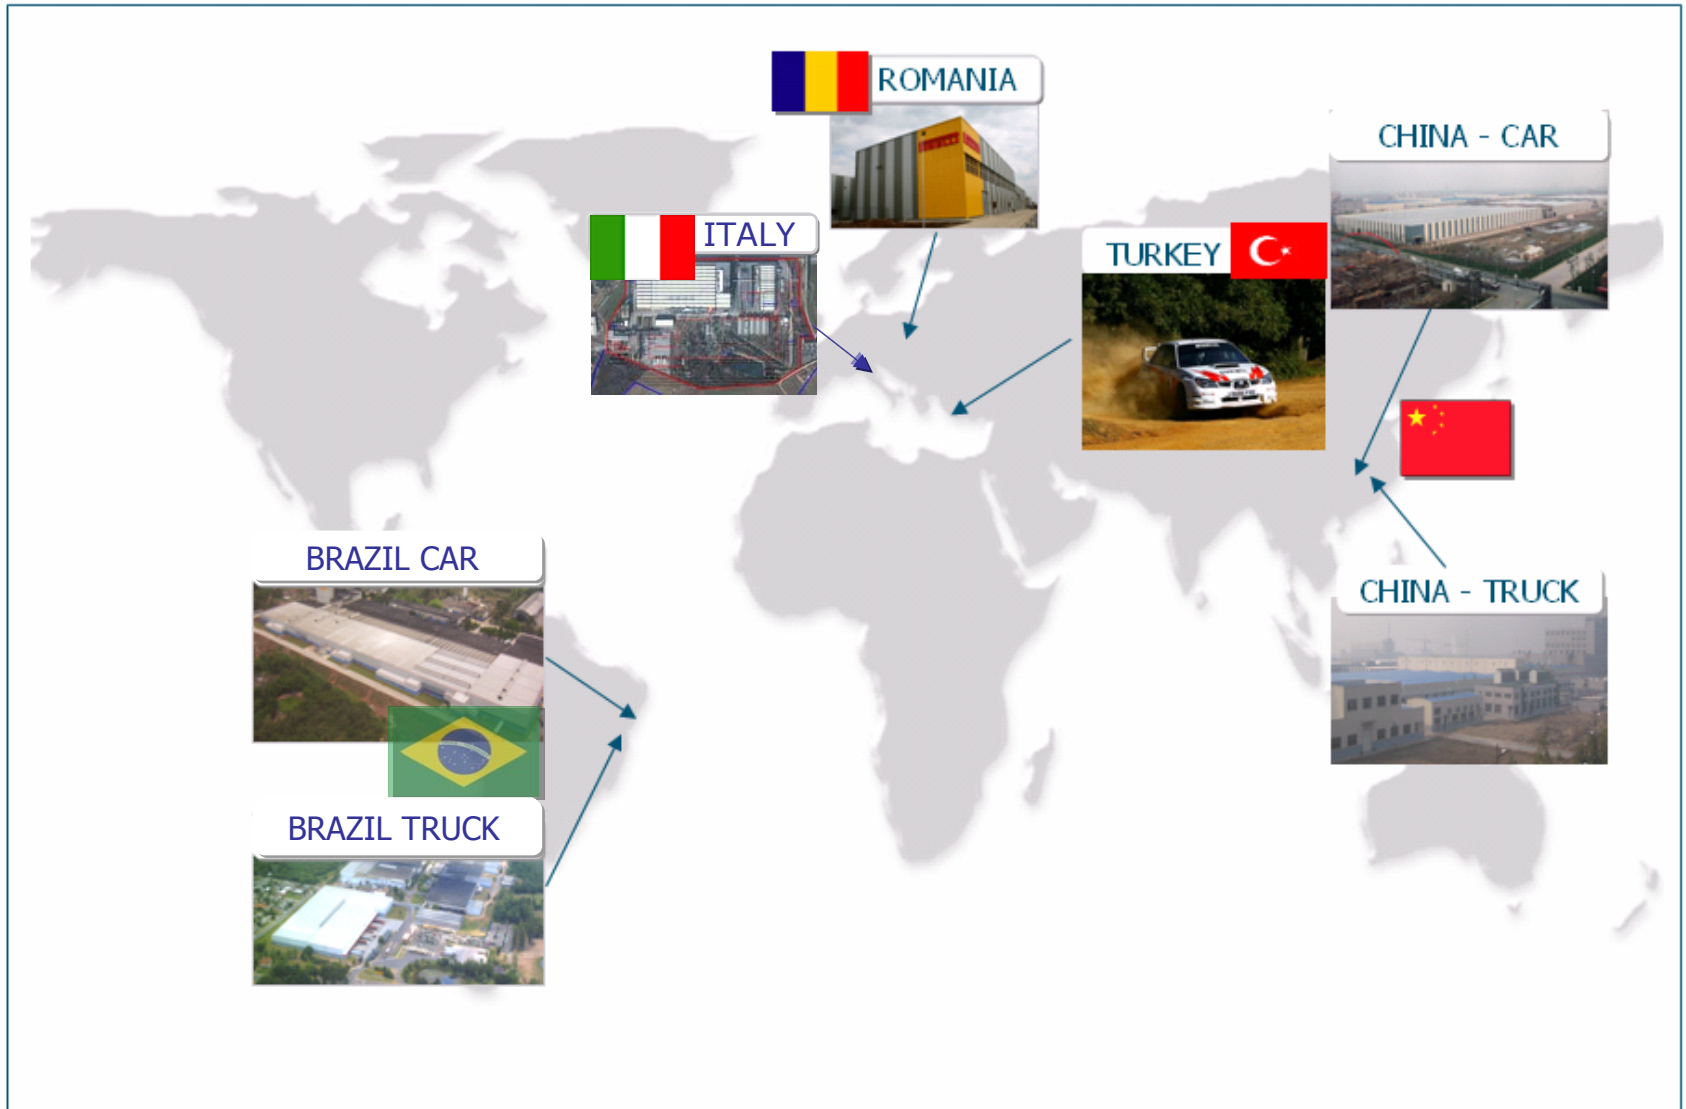 ROMANIA
CHINA - CAR
ITALY
TURKEY
BRAZIL CAR
CHINA - TRUCK
BRAZIL TRUCK